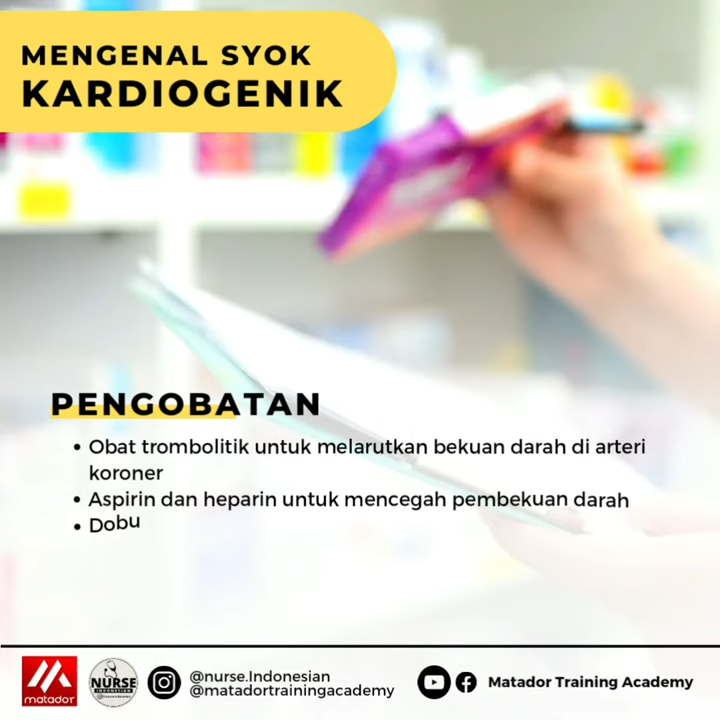 MENGENAL SYOK
KARDIOGENIK
PENGOBATAN
• Obat trombolitik untuk melarutkan bekuan darah di arteri
koroner
• Aspirin dan heparin untuk mencegah pembekuan darah
• Dobu
matador
NURSE
INDONESIAN
@nurse.Indonesian
@matadortrainingacademy
Matador Training Academy